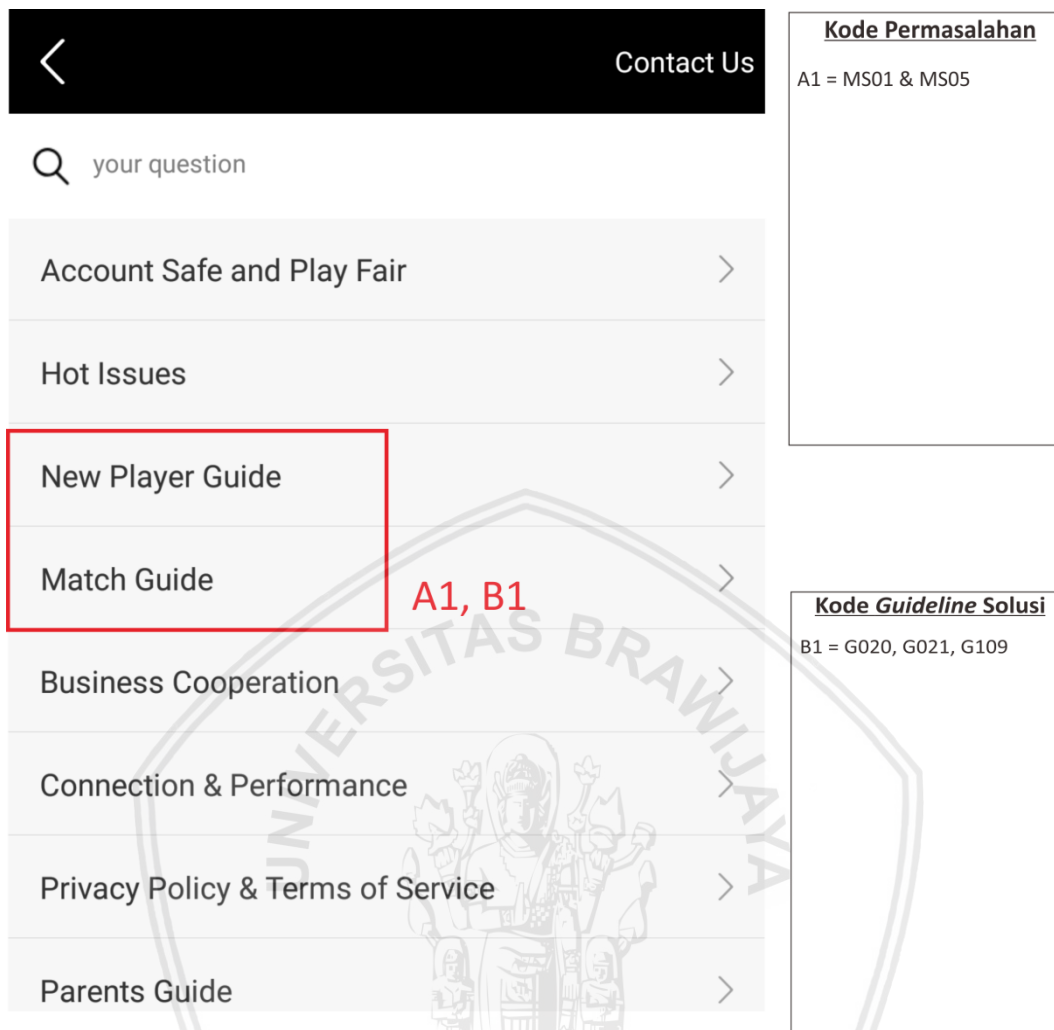 Contact Us
your question
Account Safe and Play Fair
Hot Issues
New Player Guide
Match Guide
A1, B1
Business Cooperation
Connection & Performance
Privacy Policy & Terms of Service
Parents Guide
Kode Permasalahan
A1 = MS01 & MS05
Kode Guideline Solusi
B1 = G020, G021, G109
UNIVERSITAS BRAWIJAYA